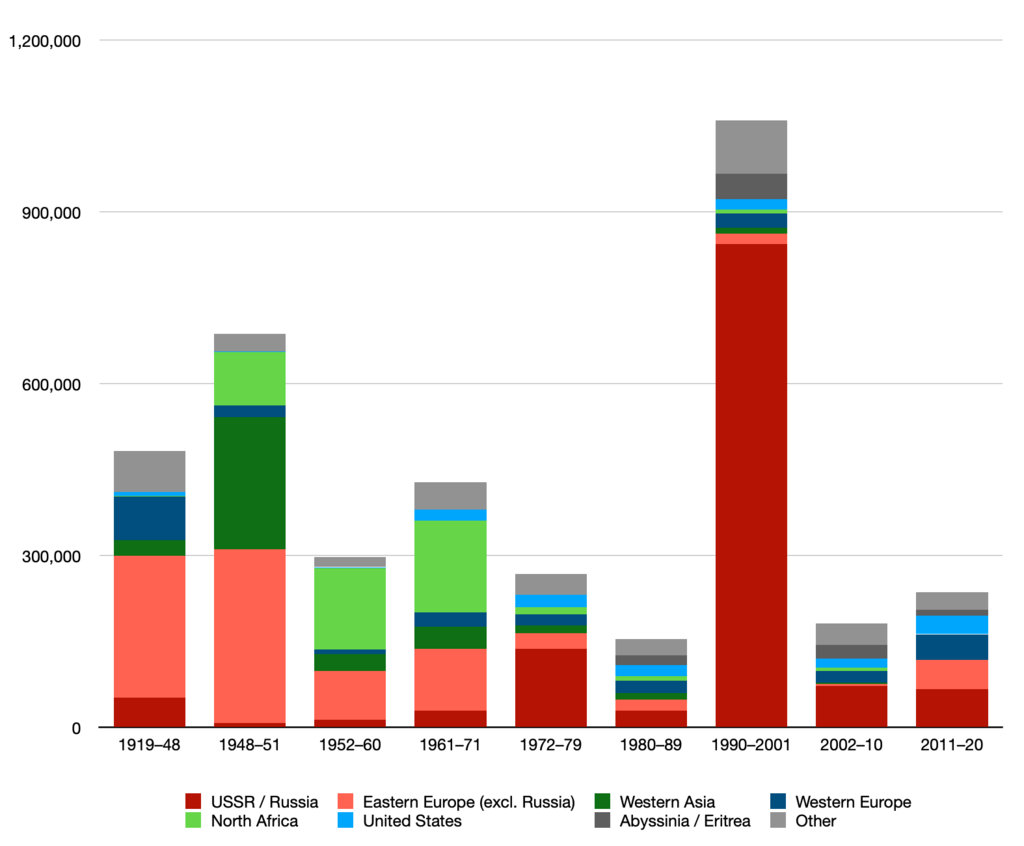 1,200,000
900,000
600,000
300,000
0
1919–48 1948–51 1952–60 1961–71 1972–79 1980–89 1990–2001 2002–10 2011–20
USSR / Russia Eastern Europe (excl. Russia) Western Asia Western Europe
North Africa United States Abyssinia / Eritrea Other